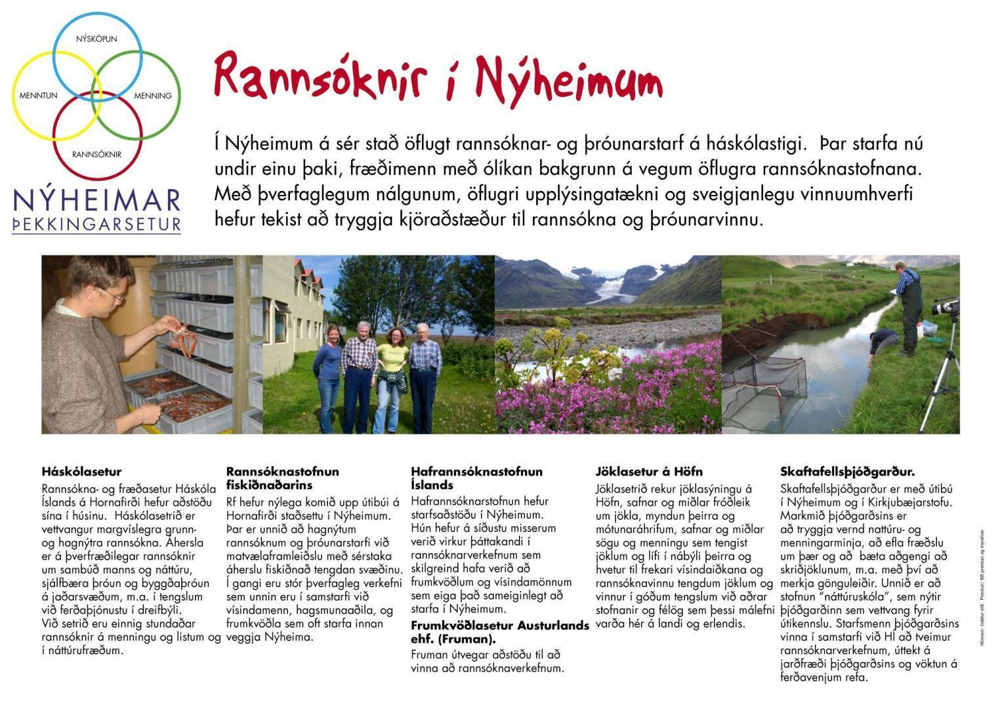 NÝSKÖPUN
MENNTUN
MENNING
RANNSÓKNIR
NÝHEIMAR
ÞEKKINGARSETUR
Rannsóknir í Nýheimum
Í Nýheimum á sér stað öflugt rannsóknar- og þróunarstarf á háskólastigi.  Þar starfa nú
undir einu þaki, fræðimenn með ólíkan bakgrunn á vegum öflugra rannsóknastofnana.
Með þverfaglegum nálgunum, öflugri upplýsingatækni og sveigjanlegu vinnuumhverfi
hefur tekist að tryggja kjöraðstæður til rannsókna og þróunarvinnu.
Háskólasetur
Rannsókna- og fræðasetur Háskóla
Íslands á Hornafirði hefur aðstöðu
sína í húsinu.  Háskólasetrið er
vettvangur margvíslegra grunn-
og hagnýtra rannsókna. Áhersla
er á þverfræðilegar rannsóknir
um sambúð manns og náttúru,
sjálfbæra þróun og byggðaþróun
á jaðarsvæðum, m.a. í tengslum
við ferðaþjónustu í dreifbýli.
Við setrið eru einnig stundaðar
rannsóknir á menningu og listum og
í náttúrufræðum.
Rannsóknastofnun
fiskiðnaðarins
Rf hefur nýlega komið upp útibúi á
Hornafirði staðsettu í Nýheimum.
Þar er unnið að hagnýtum
rannsóknum og þróunarstarfi við
matvælaframleiðslu með sérstaka
áherslu fiskiðnað tengdan svæðinu.
Í gangi eru stór þverfagleg verkefni
sem unnin eru í samstarfi við
vísindamenn, hagsmunaaðila, og
frumkvöðla sem oft starfa innan
veggja Nýheima.
Hafrannsóknastofnun
Íslands
Hafrannsóknarstofnun hefur
starfsaðstöðu í Nýheimum.
Hún hefur á síðustu misserum
verið virkur þáttakandi í
rannsóknarverkefnum sem
skilgreind hafa verið að
frumkvöðlum og vísindamönnum
sem eiga það sameiginlegt að
starfa í Nýheimum.
Frumkvöðlasetur Austurlands
ehf. (Fruman).
Fruman útvegar aðstöðu til að
vinna að rannsóknaverkefnum.
Jöklasetur á Höfn
Jöklasetrið rekur jöklasýningu á
Höfn, safnar og miðlar fróðleik
um jökla, myndun þeirra og
mótunaráhrifum, safnar og miðlar
sögu og menningu sem tengist
jöklum og lífi í nábýli þeirra og
hvetur til frekari vísindaiðkana og
rannsóknavinnu tengdum jöklum og
vinnur í góðum tengslum við aðrar
stofnanir og félög sem þessi málefni
varða hér á landi og erlendis.
Skaftafellsþjóðgarður.
Skaftafellsþjóðgarður er með útibú
í Nýheimum og í Kirkjubæjarstofu.
Markmið þjóðgarðsins er
að tryggja vernd nattúru- og
menningarminja, að efla fræðslu
um þær og að  bæta aðgengi að
skriðjöklunum, m.a. með því að
merkja gönguleiðir. Unnið er að
stofnun “náttúruskóla”, sem nýtir
þjóðgarðinn sem vettvang fyrir
útikennslu. Starfsmenn þjóðgarðsins
vinna í samstarfi við HÍ að tveimur
rannsóknarverkefnum, úttekt á
jarðfræði þjóðgarðsins og vöktun á
ferðavenjum refa.
Hönnun: Galdur ehf.  Prentun: BB prentun og myndver